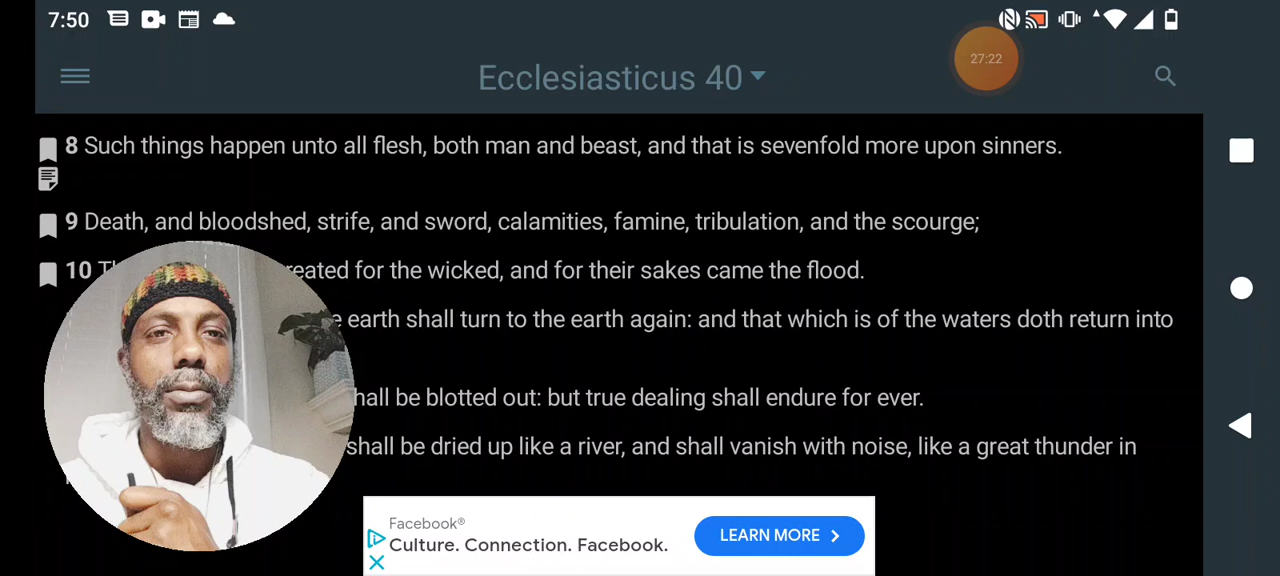 7:50
Ecclesiasticus 40
27:22
8 Such things happen unto all flesh, both man and beast, and that is sevenfold more upon sinners.
9 Death, and bloodshed, strife, and sword, calamities, famine, tribulation, and the scourge;
10 created for the wicked, and for their sakes came the flood.
earth shall turn to the earth again: and that which is of the waters doth return into
shall be blotted out: but true dealing shall endure for ever.
shall be dried up like a river, and shall vanish with noise, like a great thunder in
Facebook®
Culture. Connection. Facebook.
LEARN MORE